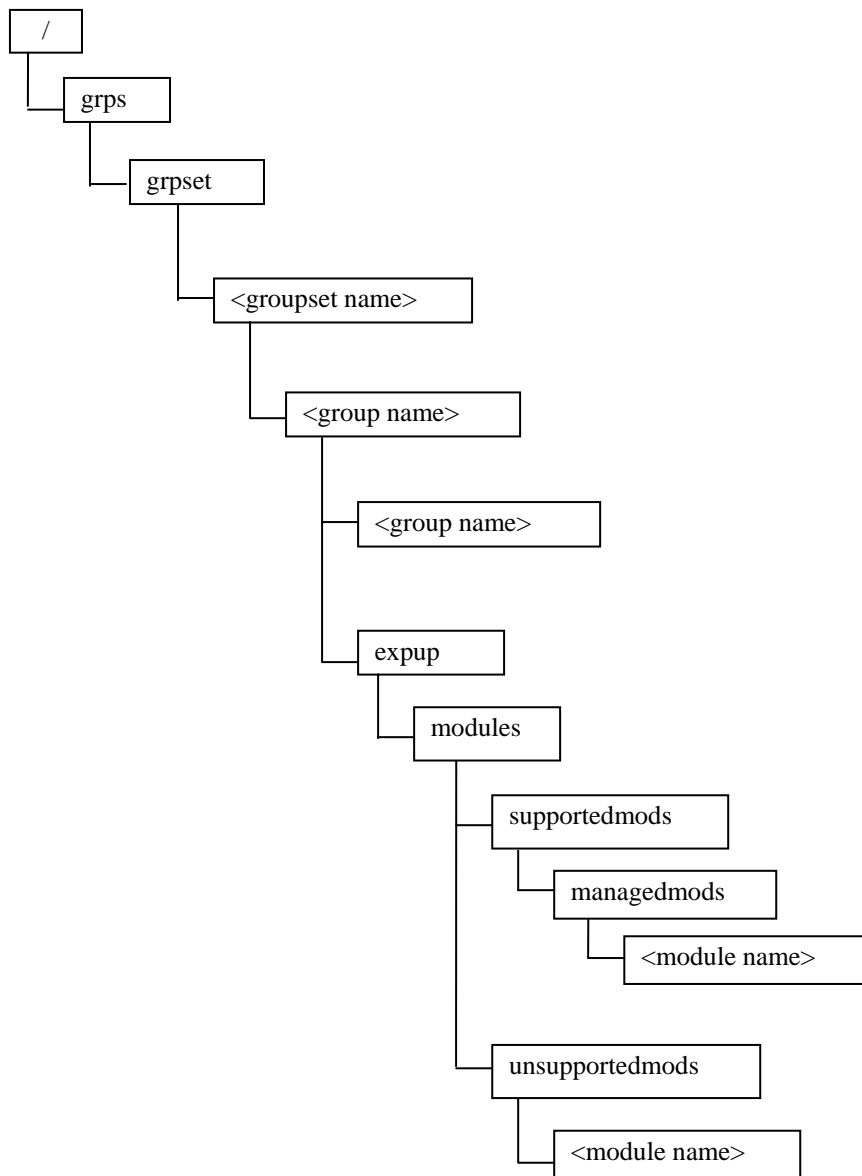 /
grps
grpset
<groupset name>
<group name>
<group name>
expup
modules
supportedmods
managedmods
<module name>
unsupportedmods
<module name>